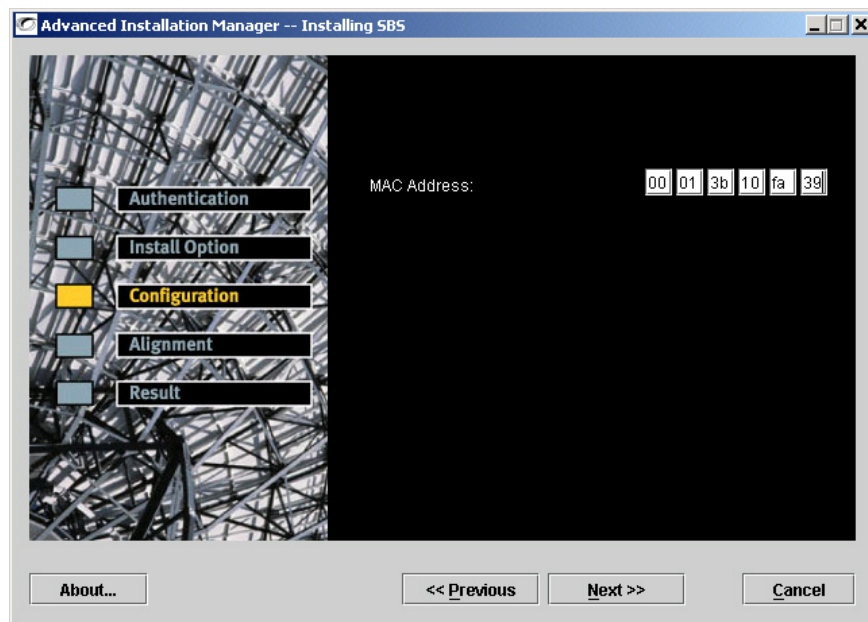 Advanced Installation Manager -- Installing SBS
Authentication
Install Option
Configuration
Alignment
Result
MAC Address: 00 01 3b 10 fa 39
About... << Previous Next >> Cancel